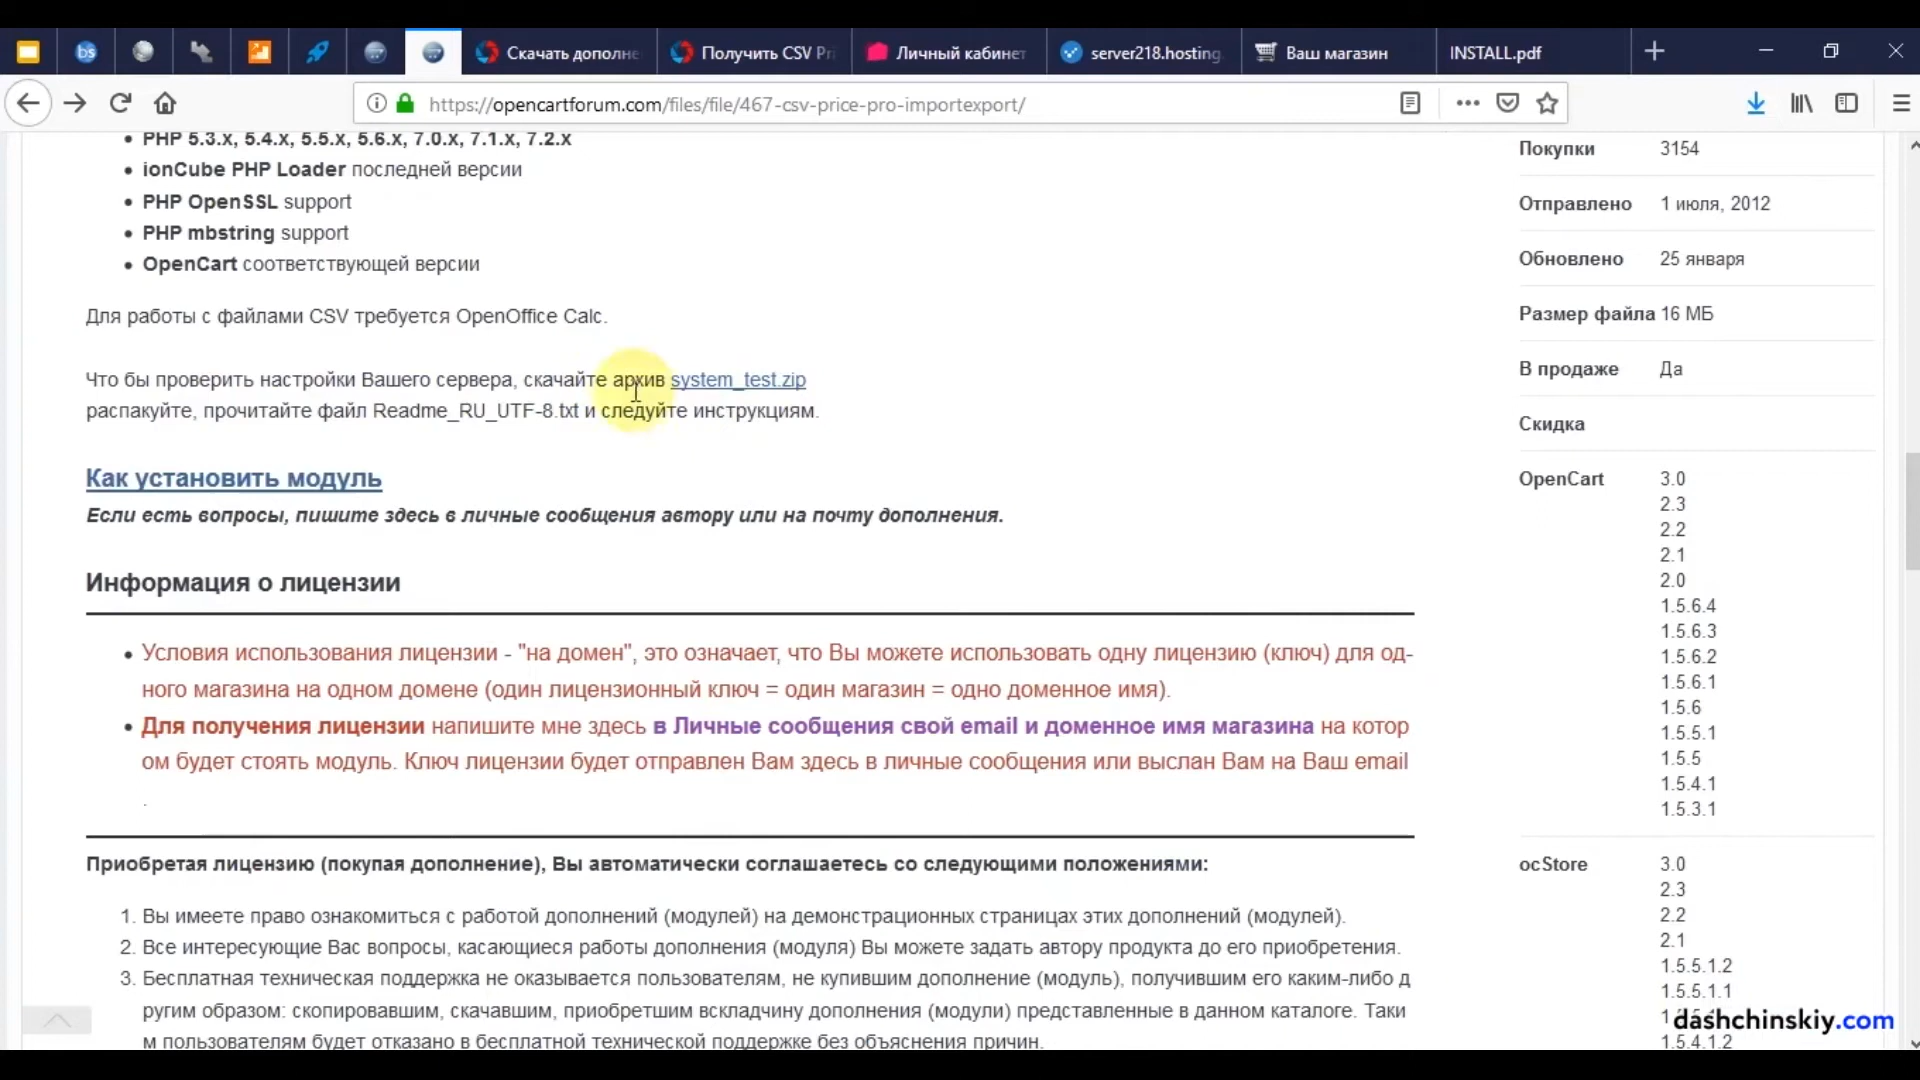 Скачать дополне
Получить CSV Pri
Личный кабинет
server218.hosting.
Ваш магазин
INSTALL.pdf
https://opencartforum.com/files/file/467-csv-price-pro-importexport/
PHP 5.3.x, 5.4.x, 5.5.x, 5.6.x, 7.0.x, 7.1.x, 7.2.x
ionCube PHP Loader последней версии
PHP OpenSSL support
PHP mbstring support
OpenCart соответствующей версии
Для работы с файлами CSV требуется OpenOffice Calc.
Что бы проверить настройки Вашего сервера, скачайте архив system_test.zip
распакуйте, прочитайте файл Readme_RU_UTF-8.txt и следуйте инструкциям.
Как установить модуль
Если есть вопросы, пишите здесь в личные сообщения автору или на почту дополнения.
Информация о лицензии
Условия использования лицензии - "на домен", это означает, что Вы можете использовать одну лицензию (ключ) для од-
ного магазина на одном домене (один лицензионный ключ = один магазин = одно доменное имя).
Для получения лицензии напишите мне здесь в Личные сообщения свой email и доменное имя магазина на котор
ом будет стоять модуль. Ключ лицензии будет отправлен Вам здесь в личные сообщения или выслан Вам на Ваш email
.
Приобретая лицензию (покупая дополнение), Вы автоматически соглашаетесь со следующими положениями:
1. Вы имеете право ознакомиться с работой дополнений (модулей) на демонстрационных страницах этих дополнений (модулей).
2. Все интересующие Вас вопросы, касающиеся работы дополнения (модуля) Вы можете задать автору продукта до его приобретения.
3. Бесплатная техническая поддержка не оказывается пользователям, не купившим дополнение (модуль), получившим его каким-либо д
ругим образом: скопировавшим, скачавшим, приобретшим вскладчину дополнения (модули) представленные в данном каталоге. Таки
м пользователям будет отказано в бесплатной технической поддержке без объяснения причин.
Покупки 3154
Отправлено 1 июля, 2012
Обновлено 25 января
Размер файла 16 МБ
В продаже Да
Скидка
OpenCart 3.0
2.3
2.2
2.1
2.0
1.5.6.4
1.5.6.3
1.5.6.2
1.5.6.1
1.5.6
1.5.5.1
1.5.5
1.5.4.1
1.5.3.1
ocStore 3.0
2.3
2.2
2.1
1.5.5.1.2
1.5.5.1.1
dashchinskiy.com
1.5.4.1.2